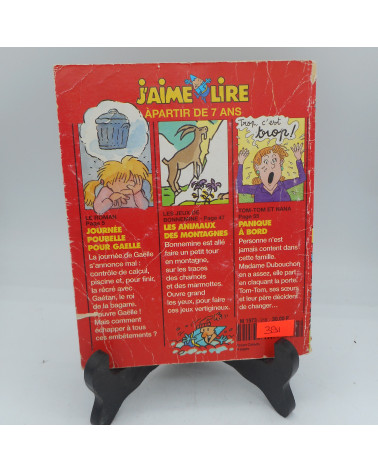 J'AIME LIRE
À PARTIR DE 7 ANS
Trop c'est
trop!
LE ROMAN
Page 5
JOURNÉE
POUBELLE
POUR GAËLLE
La journée de Gaëlle
s'annonce mal :
contrôle de calcul,
piscine et, pour finir,
la récré avec
Gaétan, le roi
de la bagarre.
Pauvre Gaëlle !
Mais comment
échapper à tous
ces embêtements ?
LES JEUX DE
BONNEMINE - Page 47
LES ANIMAUX
DES MONTAGNES
Bonnemine est allé
faire un petit tour
en montagne,
sur les traces
des chamois
et des marmottes.
Ouvre grand
les yeux, pour faire
ces jeux vertigineux.
TOM-TOM ET NANA
PANIQUE
À BORD
Personne n'est
jamais content dans
cette famille.
Madame Dubouchon
en a assez, elle part
en claquant la porte.
Tom-Tom, ses sœurs
et leur père décident
de changer...